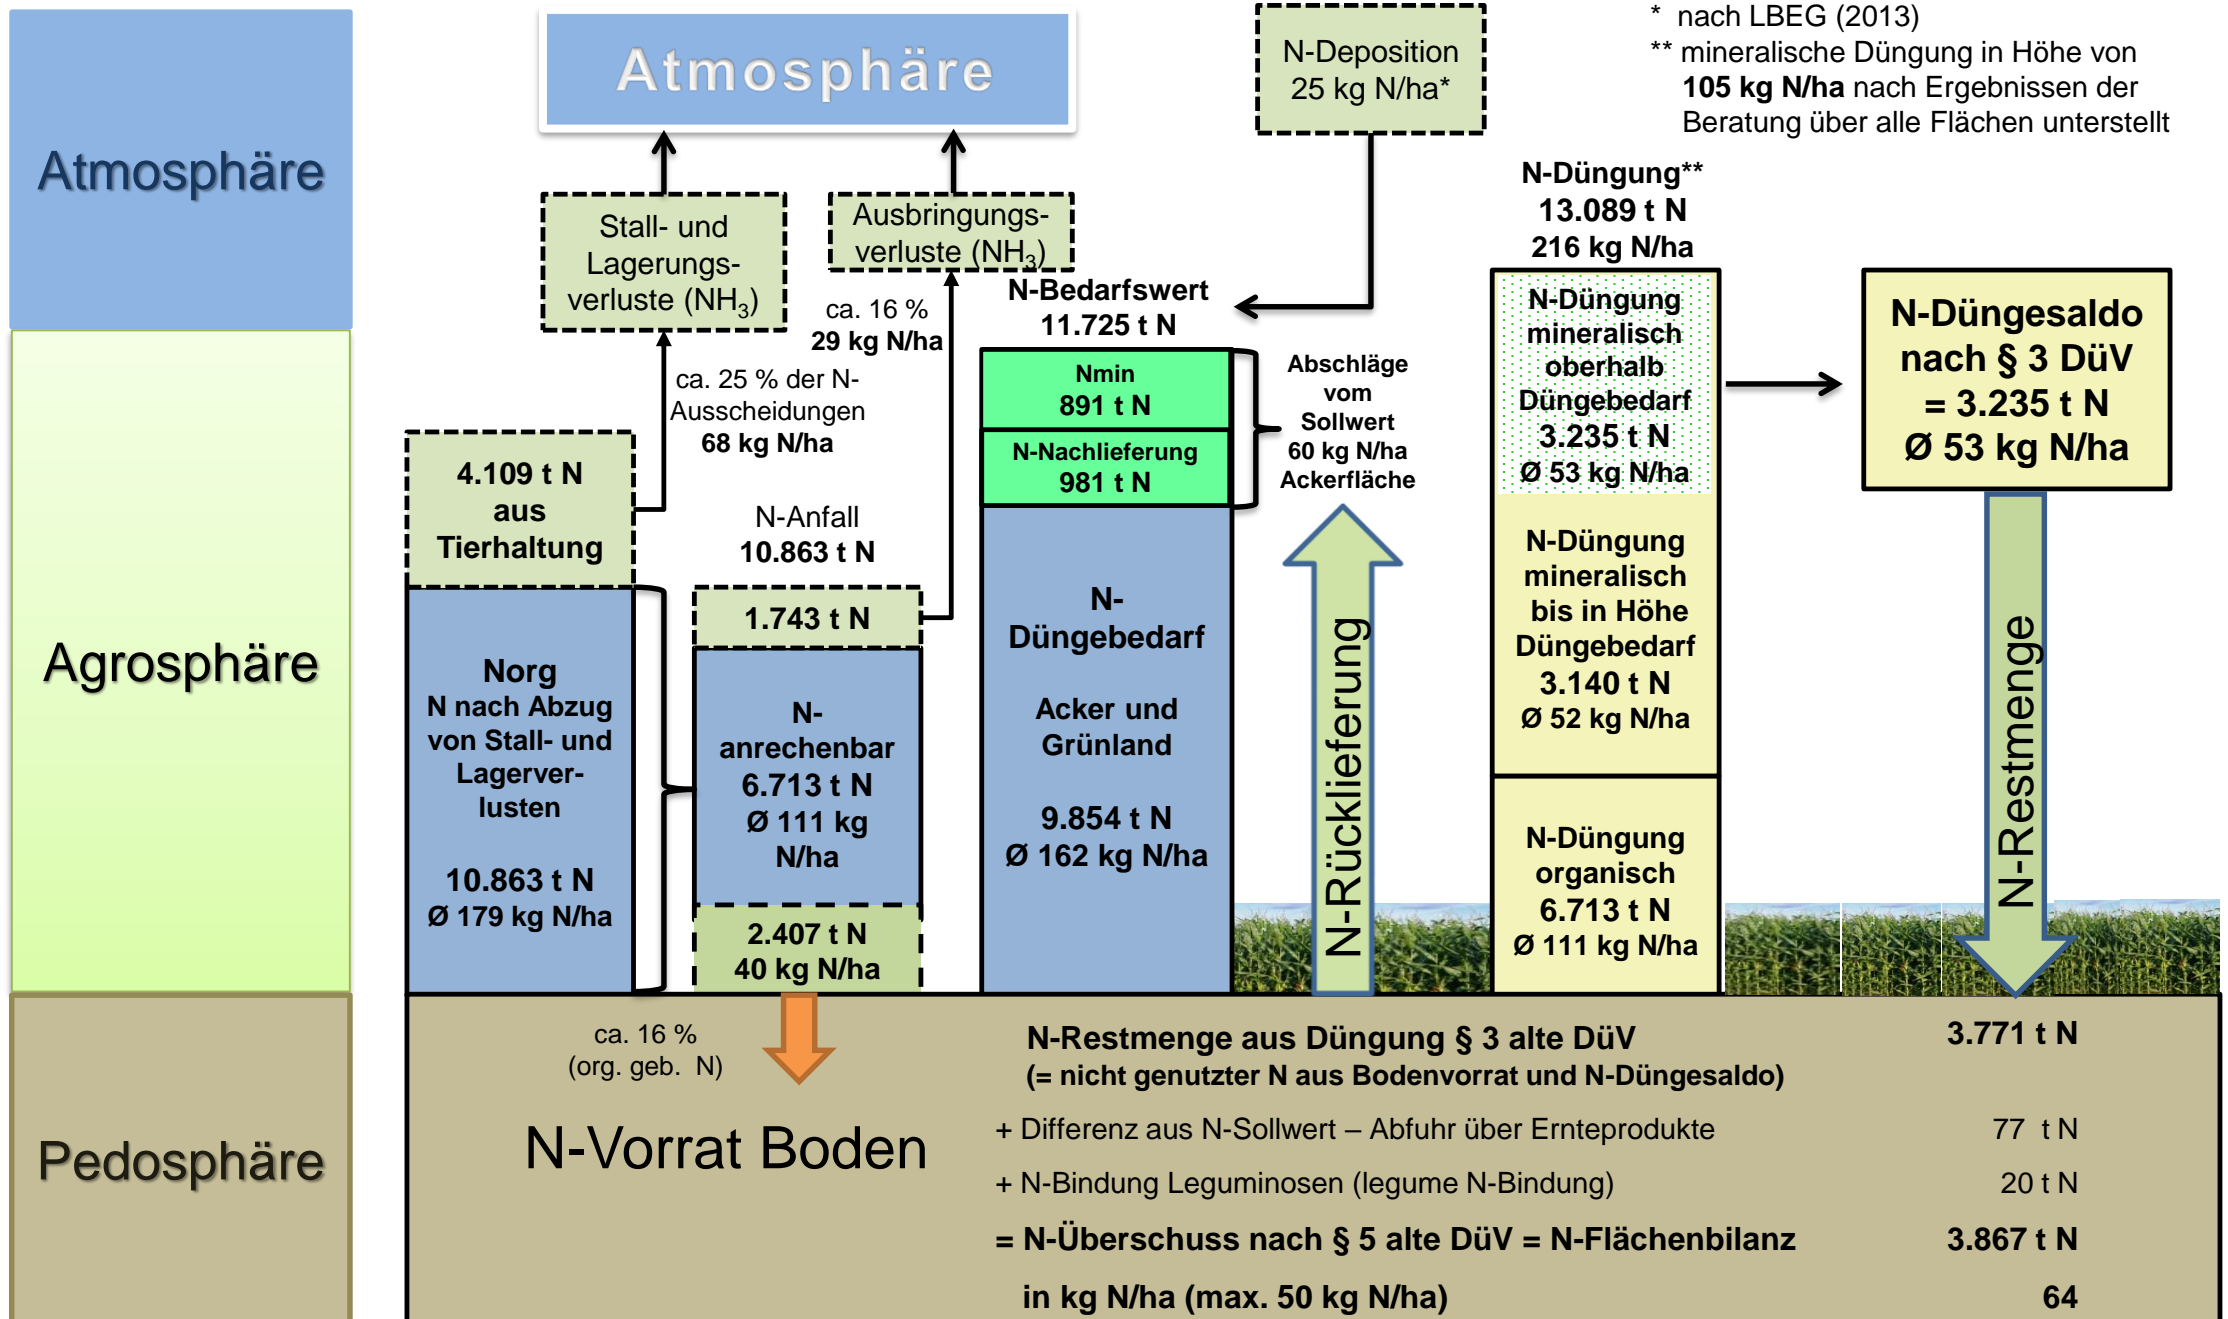 Atmosphäre
Agrosphäre
Pedosphäre
Atmosphäre
N-Deposition
25 kg N/ha*
* nach LBEG (2013)
** mineralische Düngung in Höhe von
105 kg N/ha nach Ergebnissen der
Beratung über alle Flächen unterstellt
Stall- und
Lagerungs-
verluste (NH₃)
Ausbringungs-
verluste (NH₃)
ca. 16 %
29 kg N/ha
ca. 25 % der N-
Ausscheidungen
68 kg N/ha
4.109 t N
aus
Tierhaltung
Norg
N nach Abzug
von Stall- und
Lagerver-
lusten
10.863 t N
Ø 179 kg N/ha
N-Anfall
10.863 t N
1.743 t N
N-
anrechenbar
6.713 t N
Ø 111 kg
N/ha
2.407 t N
40 kg N/ha
N-Bedarfswert
11.725 t N
Nmin
891 t N
N-Nachlieferung
981 t N
N-
Düngebedarf
Acker und
Grünland
9.854 t N
Ø 162 kg N/ha
Abschläge
vom
Sollwert
60 kg N/ha
Ackerfläche
N-Rücklieferung
N-Düngung**
13.089 t N
216 kg N/ha
N-Düngung
mineralisch
oberhalb
Düngebedarf
3.235 t N
Ø 53 kg N/ha
N-Düngung
mineralisch
bis in Höhe
Düngebedarf
3.140 t N
Ø 52 kg N/ha
N-Düngung
organisch
6.713 t N
Ø 111 kg N/ha
N-Düngesaldo
nach § 3 DüV
= 3.235 t N
Ø 53 kg N/ha
N-Restmenge
ca. 16 %
(org. geb. N)
N-Vorrat Boden
N-Restmenge aus Düngung § 3 alte DüV 3.771 t N
(= nicht genutzter N aus Bodenvorrat und N-Düngesaldo)
+ Differenz aus N-Sollwert – Abfuhr über Ernteprodukte 77 t N
+ N-Bindung Leguminosen (legume N-Bindung) 20 t N
= N-Überschuss nach § 5 alte DüV = N-Flächenbilanz 3.867 t N
in kg N/ha (max. 50 kg N/ha) 64